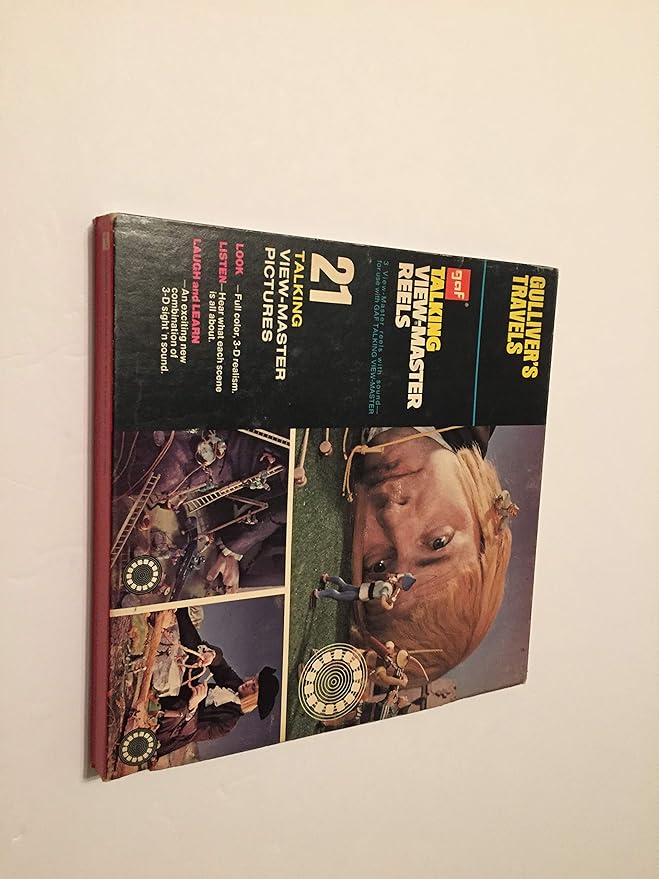 GULLIVER'S
TRAVELS
gaf®
TALKING
VIEW-MASTER
REELS
3 View-Master reels with sound—
for use with GAF TALKING VIEW-MASTER
21
TALKING
VIEW-MASTER
PICTURES
LOOK —Full color, 3-D realism.
LISTEN—Hear what each scene
is all about.
LAUGH and LEARN
—An exciting new
combination of
3-D sight 'n sound.